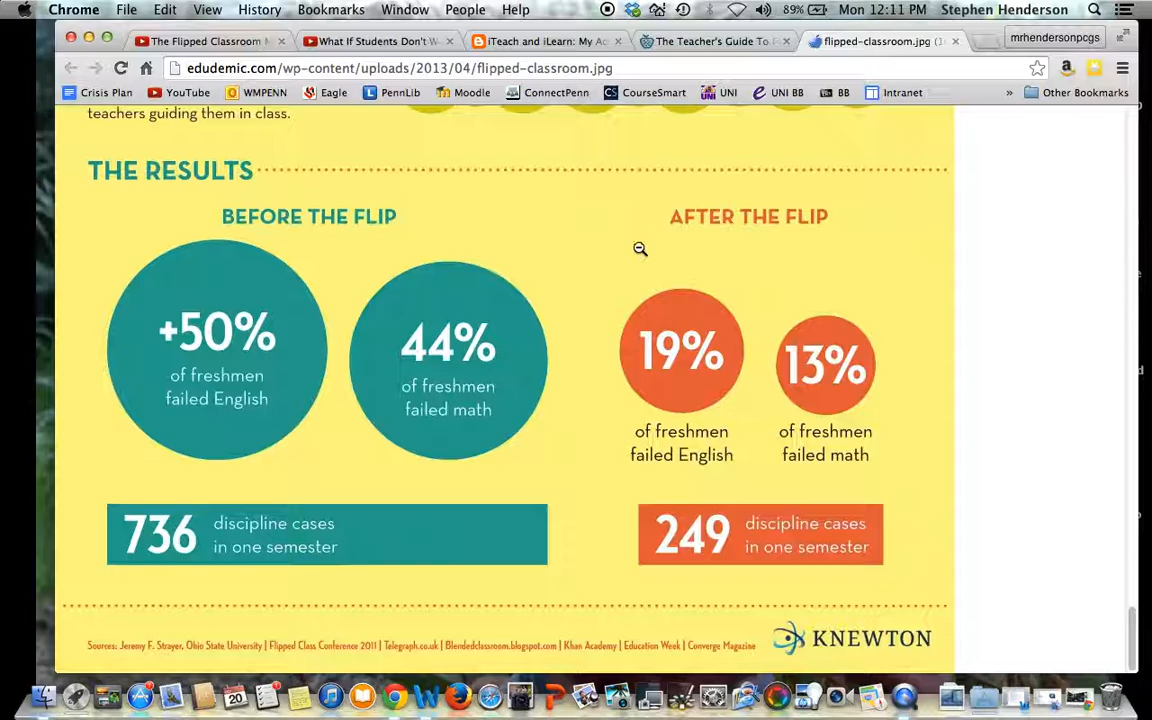 Chrome File Edit View History Bookmarks Window People Help 89% Mon 12:11 PM Stephen Henderson
The Flipped Classroom M What If Students Don't W iTeach and iLearn: My Ac The Teacher's Guide To F flipped-classroom.jpg (1 mrhendersonpcgs
edudemic.com/wp-content/uploads/2013/04/flipped-classroom.jpg
Crisis Plan YouTube WMPENN Eagle PennLib Moodle ConnectPenn CS CourseSmart UNI UNI e UNI BB Bb BB Intranet » Other Bookmarks
teachers guiding them in class.
THE RESULTS
BEFORE THE FLIP
AFTER THE FLIP
+50%
of freshmen
failed English
44%
of freshmen
failed math
19%
of freshmen
failed English
13%
of freshmen
failed math
736 discipline cases
in one semester
249 discipline cases
in one semester
Sources: Jeremy F. Strayer, Ohio State University | Flipped Class Conference 2011 | Telegraph.co.uk | Blendedclassroom.blogspot.com | Khan Academy | Education Week | Converge Magazine
KNEWTON
20